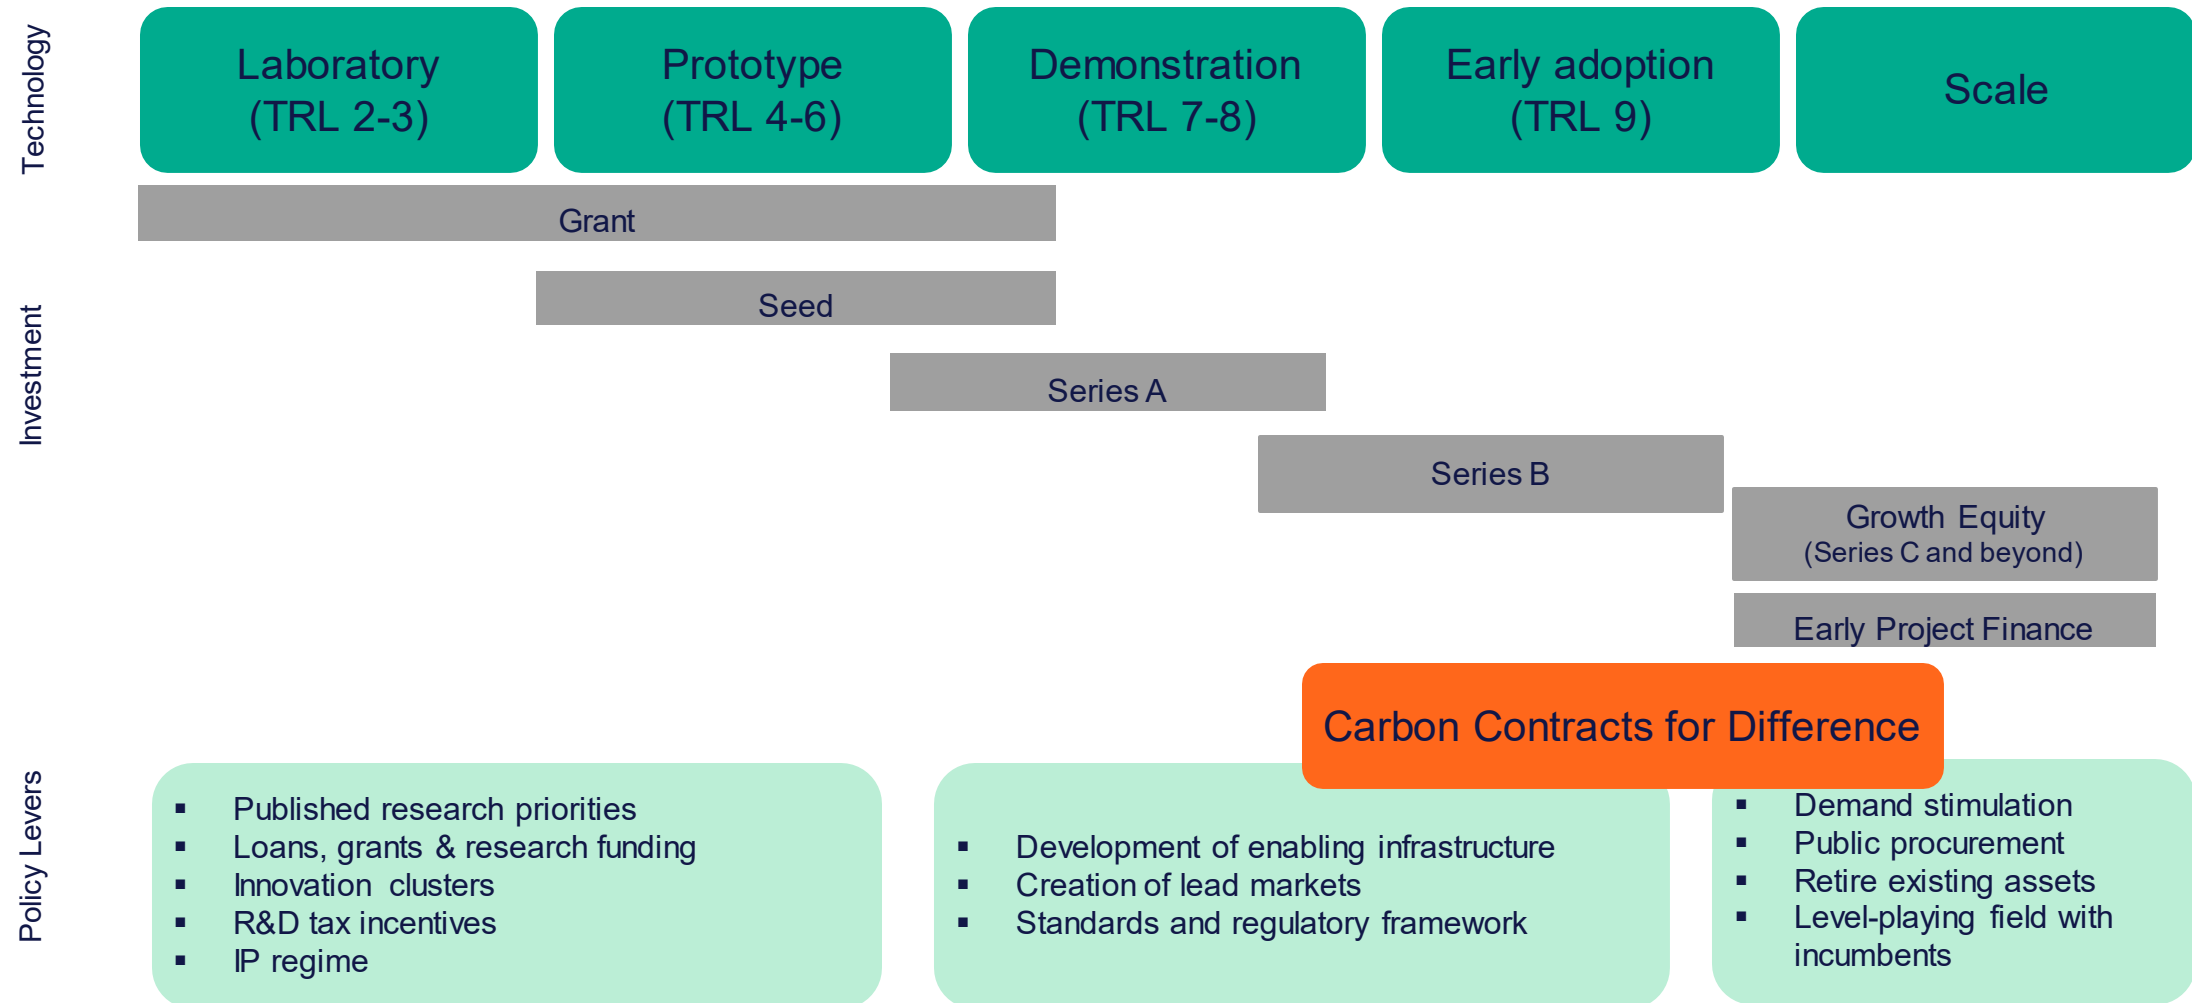 Technology
Laboratory
(TRL 2-3)
Prototype
(TRL 4-6)
Demonstration
(TRL 7-8)
Early adoption
(TRL 9)
Scale
Investment
Grant
Seed
Series A
Series B
Growth Equity
(Series C and beyond)
Early Project Finance
Carbon Contracts for Difference
Policy Levers
▪ Published research priorities
▪ Loans, grants & research funding
▪ Innovation clusters
▪ R&D tax incentives
▪ IP regime
▪ Development of enabling infrastructure
▪ Creation of lead markets
▪ Standards and regulatory framework
▪ Demand stimulation
▪ Public procurement
▪ Retire existing assets
▪ Level-playing field with
incumbents